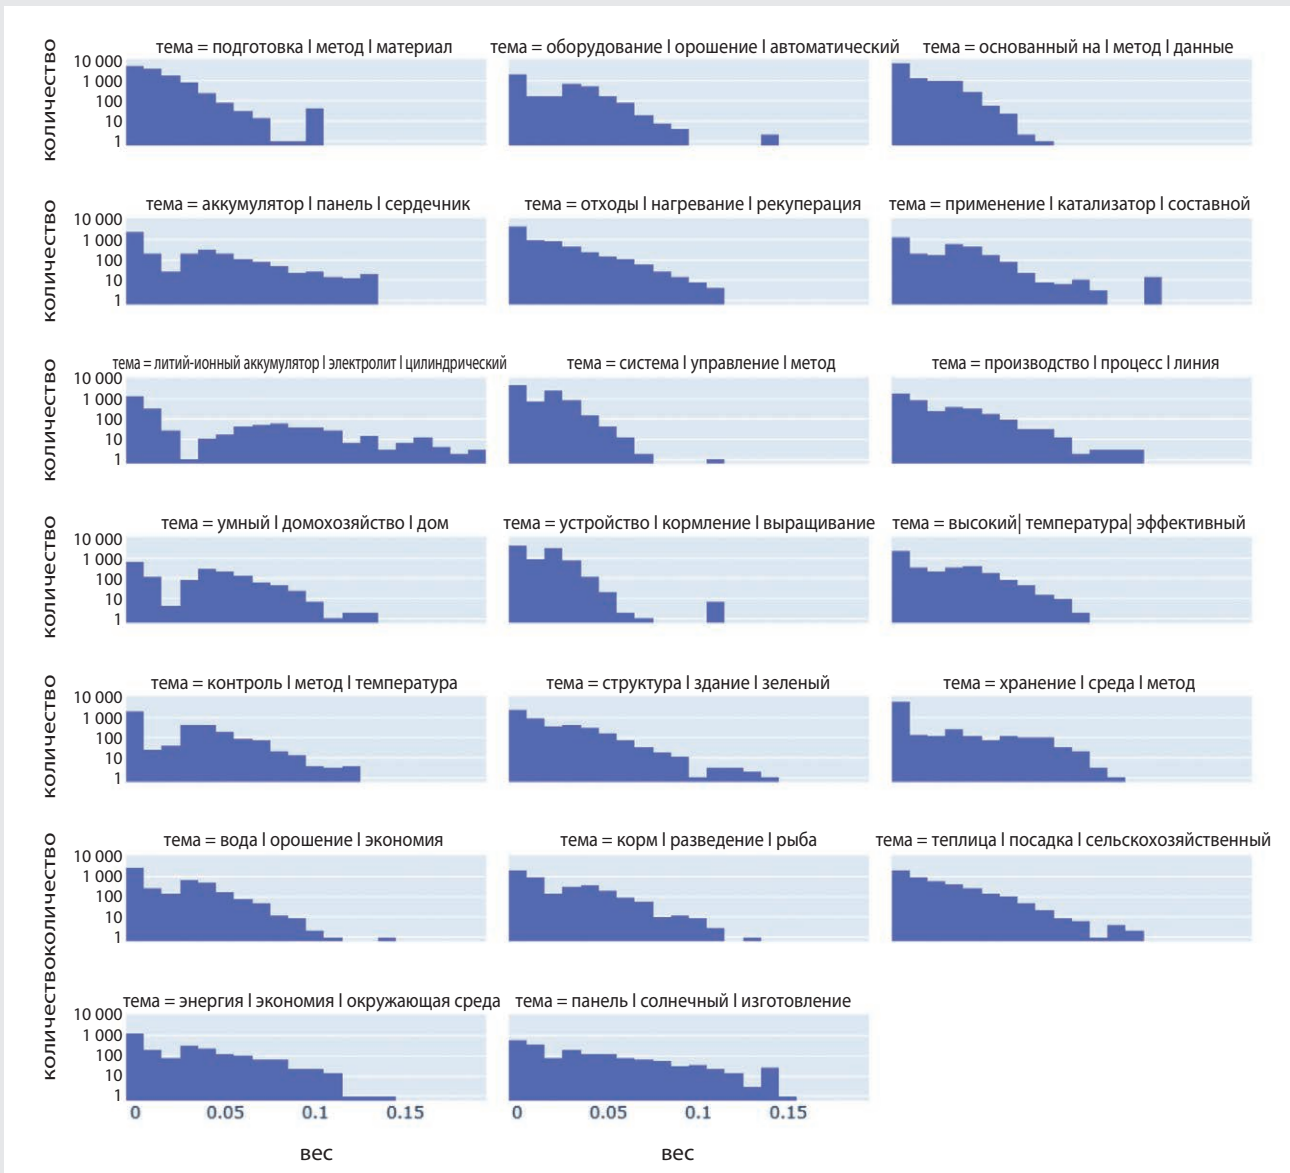 тема = подготовка | метод | материал
тема = оборудование | орошение | автоматический
тема = основанный на | метод | данные
количество
10 000
1 000
100
10
1
тема = аккумулятор | панель | сердечник
тема = отходы | нагревание | рекуперация
тема = применение | катализатор | составной
количество
10 000
1 000
100
10
1
тема = литий-ионный аккумулятор | электролит | цилиндрический
тема = система | управление | метод
тема = производство | процесс | линия
количество
10 000
1 000
100
10
1
тема = умный | домохозяйство | дом
тема = устройство | кормление | выращивание
тема = высокий| температура| эффективный
количество
10 000
1 000
100
10
1
тема = контроль | метод | температура
тема = структура | здание | зеленый
тема = хранение | среда | метод
количество
10 000
1 000
100
10
1
тема = вода | орошение | экономия
тема = корм | разведение | рыба
тема = теплица | посадка | сельскохозяйственный
количество
10 000
1 000
100
10
1
тема = энергия | экономия | окружающая среда
тема = панель | солнечный | изготовление
количество
10 000
1 000
100
10
1
0 0.05 0.1 0.15
0 0.05 0.1 0.15
вес
вес